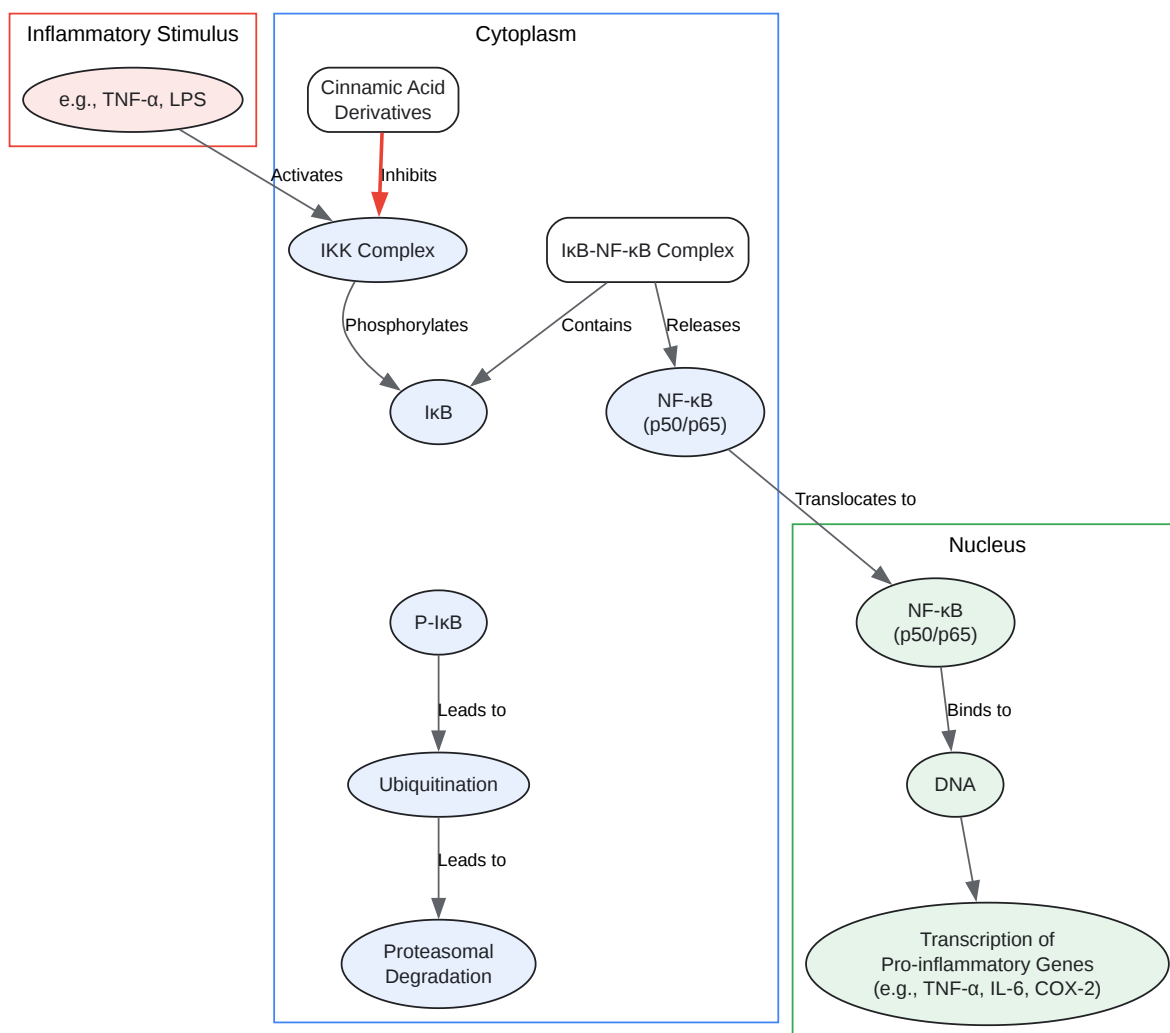 Inflammatory Stimulus
e.g., TNF-α, LPS
Cytoplasm
Cinnamic Acid
Derivatives
Activates
Inhibits
IKK Complex
IκB-NF-κB Complex
Phosphorylates
Contains
Releases
IκB
NF-κB
(p50/p65)
Translocates to
Nucleus
NF-κB
(p50/p65)
P-IκB
Leads to
Binds to
Ubiquitination
DNA
Leads to
Proteasomal
Degradation
Transcription of
Pro-inflammatory Genes
(e.g., TNF-α, IL-6, COX-2)